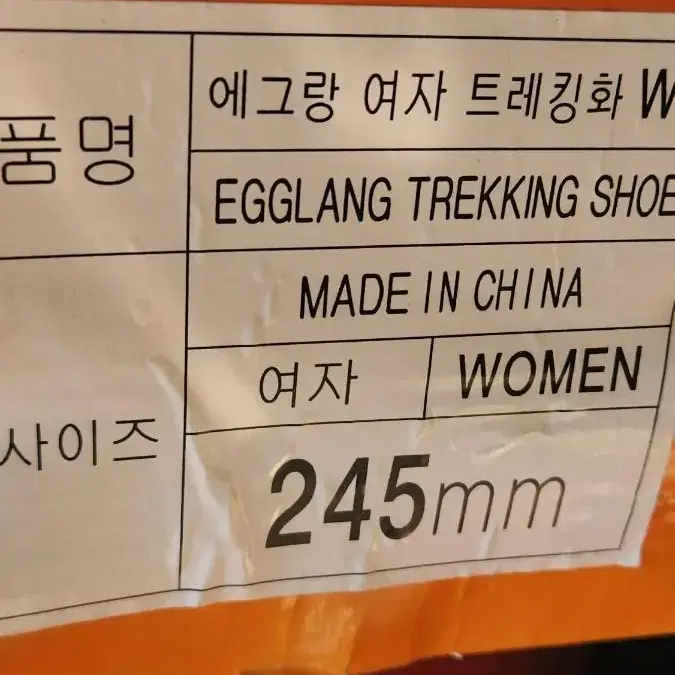 품명
에그랑 여자 트레킹화 W
EGGLANG TREKKING SHOE
MADE IN CHINA
사이즈
여자 WOMEN
245mm